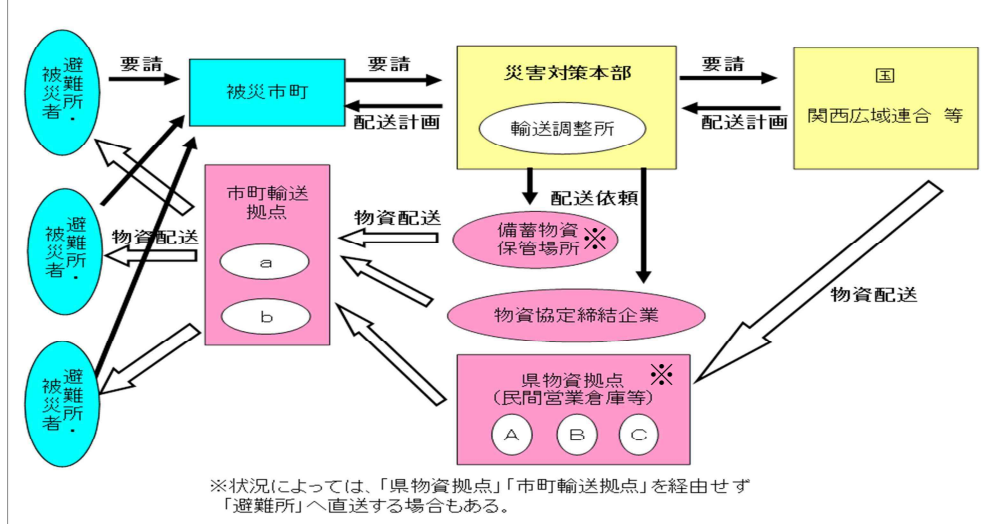 避難所・
被災者
要請
被災市町
要請
配送計画
災害対策本部
輸送調整所
要請
配送計画
国
関西広域連合 等
避難所・
被災者
物資配送
市町輸送
拠点
a
b
物資配送
配送依頼
備蓄物資
保管場所※
物資協定締結企業
物資配送
避難所・
被災者
県物資拠点 ※
(民間営業倉庫等)
A B C
※状況によっては、「県物資拠点」「市町輸送拠点」を経由せず
「避難所」へ直送する場合もある。